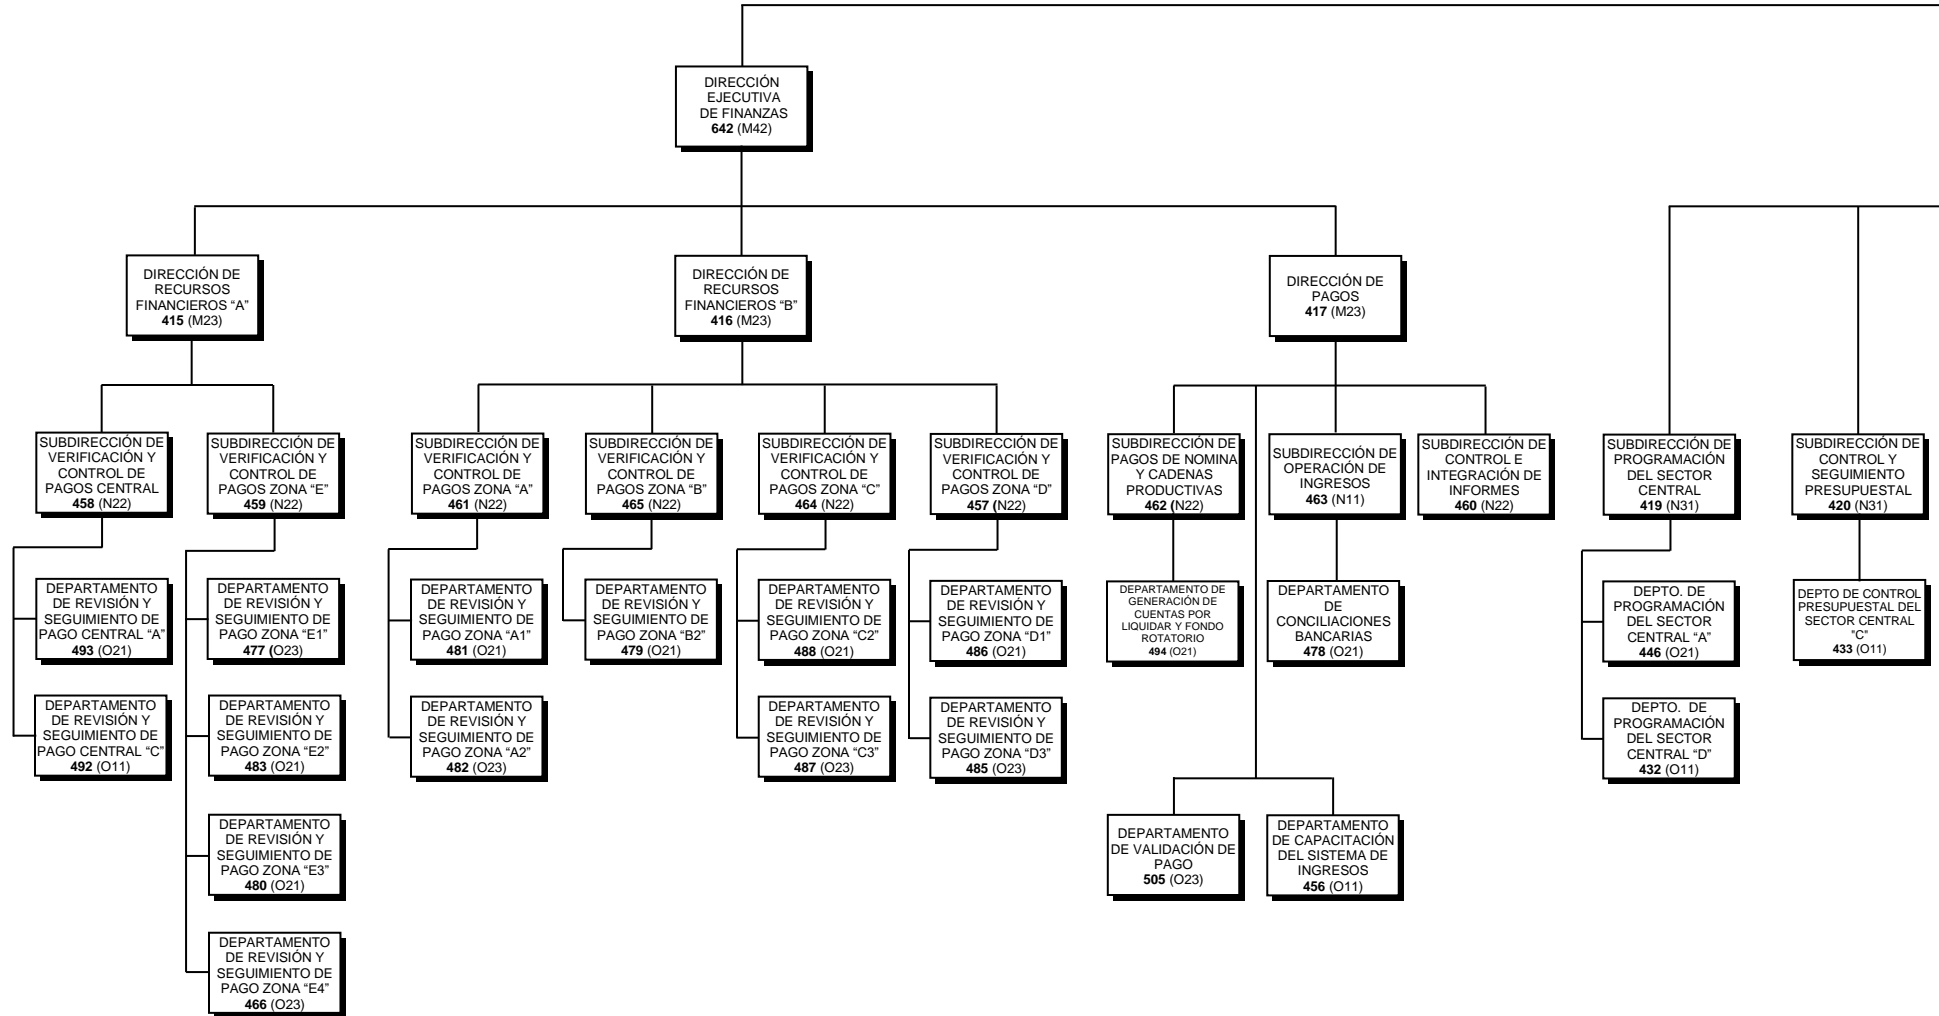 DIRECCIÓN
EJECUTIVA
DE FINANZAS
642 (M42)
DIRECCIÓN DE
RECURSOS
FINANCIEROS “A”
415 (M23)
DIRECCIÓN DE
RECURSOS
FINANCIEROS “B”
416 (M23)
DIRECCIÓN DE
PAGOS
417 (M23)
SUBDIRECCIÓN DE
VERIFICACIÓN Y
CONTROL DE
PAGOS CENTRAL
458 (N22)
SUBDIRECCIÓN DE
VERIFICACIÓN Y
CONTROL DE
PAGOS ZONA “E”
459 (N22)
SUBDIRECCIÓN DE
VERIFICACIÓN Y
CONTROL DE
PAGOS ZONA “A”
461 (N22)
SUBDIRECCIÓN DE
VERIFICACIÓN Y
CONTROL DE
PAGOS ZONA “B”
465 (N22)
SUBDIRECCIÓN DE
VERIFICACIÓN Y
CONTROL DE
PAGOS ZONA “C”
464 (N22)
SUBDIRECCIÓN DE
VERIFICACIÓN Y
CONTROL DE
PAGOS ZONA “D”
457 (N22)
SUBDIRECCIÓN DE
PAGOS DE NOMINA
Y CADENAS
PRODUCTIVAS
462 (N22)
SUBDIRECCIÓN DE
OPERACIÓN DE
INGRESOS
463 (N11)
SUBDIRECCIÓN DE
CONTROL E
INTEGRACIÓN DE
INFORMES
460 (N22)
SUBDIRECCIÓN DE
PROGRAMACIÓN
DEL SECTOR
CENTRAL
419 (N31)
SUBDIRECCIÓN DE
CONTROL Y
SEGUIMIENTO
PRESUPUESTAL
420 (N31)
DEPARTAMENTO
DE REVISIÓN Y
SEGUIMIENTO DE
PAGO CENTRAL “A”
493 (O21)
DEPARTAMENTO
DE REVISIÓN Y
SEGUIMIENTO DE
PAGO ZONA “E1”
477 (O23)
DEPARTAMENTO
DE REVISIÓN Y
SEGUIMIENTO DE
PAGO ZONA “A1”
481 (O21)
DEPARTAMENTO
DE REVISIÓN Y
SEGUIMIENTO DE
PAGO ZONA “B2”
479 (O21)
DEPARTAMENTO
DE REVISIÓN Y
SEGUIMIENTO DE
PAGO ZONA “C2”
488 (O21)
DEPARTAMENTO
DE REVISIÓN Y
SEGUIMIENTO DE
PAGO ZONA “D1”
486 (O21)
DEPARTAMENTO DE
GENERACIÓN DE
CUENTAS POR
LIQUIDAR Y FONDO
ROTATORIO
494 (O21)
DEPARTAMENTO
DE
CONCILIACIONES
BANCARIAS
478 (O21)
DEPTO. DE
PROGRAMACIÓN
DEL SECTOR
CENTRAL “A”
446 (O21)
DEPTO DE CONTROL
PRESUPUESTAL DEL
SECTOR CENTRAL
"C”
433 (O11)
DEPARTAMENTO
DE REVISIÓN Y
SEGUIMIENTO DE
PAGO CENTRAL “C”
492 (O11)
DEPARTAMENTO
DE REVISIÓN Y
SEGUIMIENTO DE
PAGO ZONA “E2”
483 (O21)
DEPARTAMENTO
DE REVISIÓN Y
SEGUIMIENTO DE
PAGO ZONA “A2”
482 (O23)
DEPARTAMENTO
DE REVISIÓN Y
SEGUIMIENTO DE
PAGO ZONA “C3”
487 (O23)
DEPARTAMENTO
DE REVISIÓN Y
SEGUIMIENTO DE
PAGO ZONA “D3”
485 (O23)
DEPTO. DE
PROGRAMACIÓN
DEL SECTOR
CENTRAL “D”
432 (O11)
DEPARTAMENTO
DE REVISIÓN Y
SEGUIMIENTO DE
PAGO ZONA “E3”
480 (O21)
DEPARTAMENTO
DE VALIDACIÓN DE
PAGO
505 (O23)
DEPARTAMENTO
DE CAPACITACIÓN
DEL SISTEMA DE
INGRESOS
456 (O11)
DEPARTAMENTO
DE REVISIÓN Y
SEGUIMIENTO DE
PAGO ZONA “E4”
466 (O23)